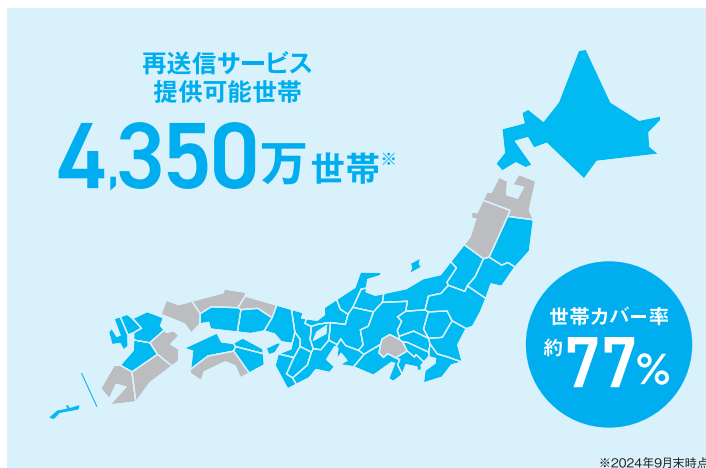 再送信サービス
提供可能世帯
4,350万世帯※
世帯カバー率
約77%
※2024年9月末時点